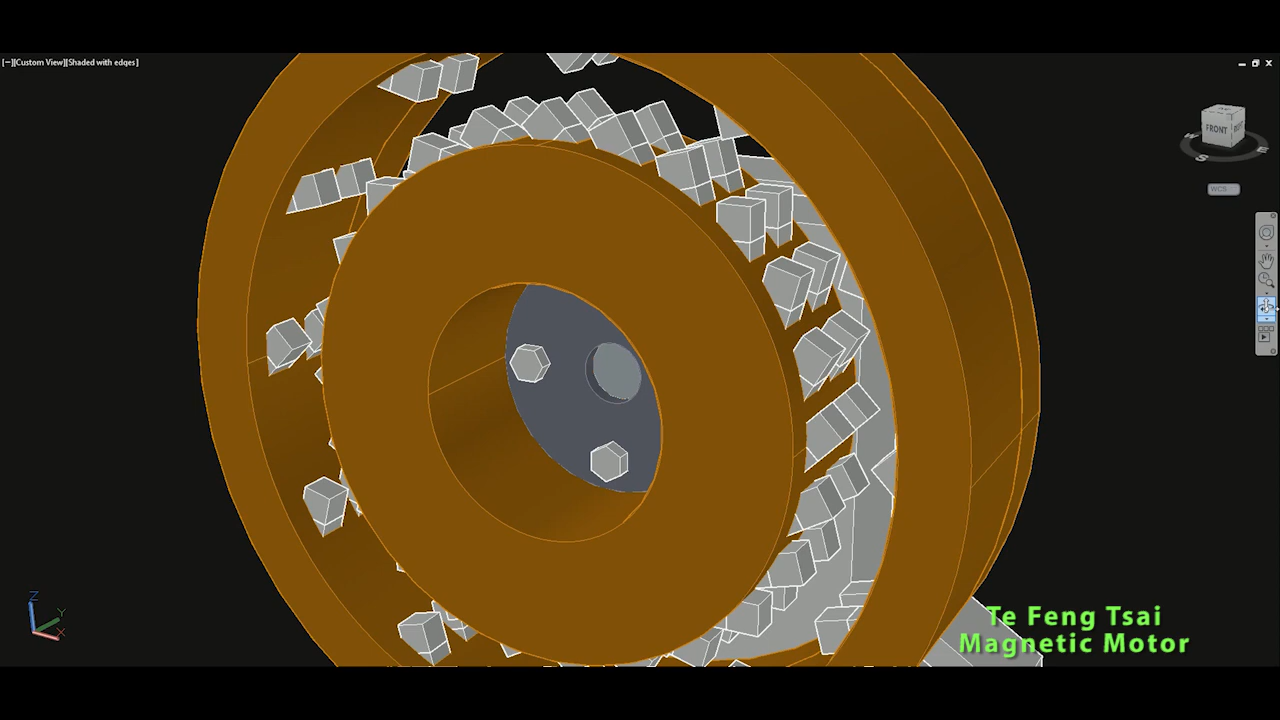 [−][Custom View][Shaded with edges]
FRONT
S
E
WCS
Z
Y
X
Te Feng Tsai
Magnetic Motor